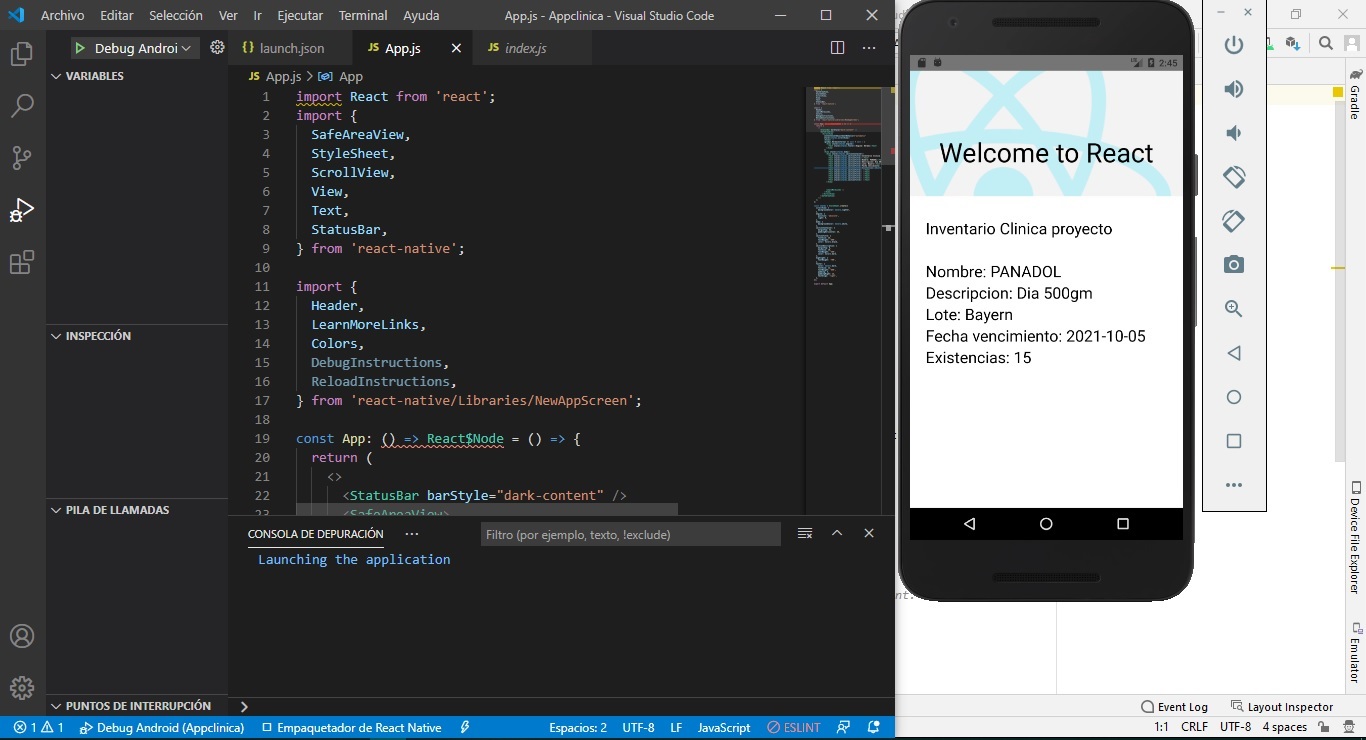 Archivo Editar Selección Ver Ir Ejecutar Terminal Ayuda App.js - Appclinica - Visual Studio Code
Debug Androi
launch.json
JS App.js
JS index.js
VARIABLES
JS App.js > App
1 import React from 'react';
2 import {
3 SafeAreaView,
4 StyleSheet,
5 ScrollView,
6 View,
7 Text,
8 StatusBar,
9 } from 'react-native';
10
11 import {
12 Header,
13 LearnMoreLinks,
14 Colors,
15 DebugInstructions,
16 ReloadInstructions,
17 } from 'react-native/Libraries/NewAppScreen';
18
19 const App: () => React$Node = () => {
20 return (
21 <>
22 <StatusBar barStyle="dark-content" />
23 <SafeAreaView>
INSPECCIÓN
PILA DE LLAMADAS
PUNTOS DE INTERRUPCIÓN
CONSOLA DE DEPURACIÓN
Filtro (por ejemplo, texto, !exclude)
Launching the application
1 1 Debug Android (Appclinica) Empaquetador de React Native Espacios: 2 UTF-8 LF JavaScript ESLINT
2:45
Welcome to React
Inventario Clinica proyecto
Nombre: PANADOL
Descripcion: Dia 500gm
Lote: Bayern
Fecha vencimiento: 2021-10-05
Existencias: 15
Gradle
Device File Explorer
Emulator
nt.
Event Log Layout Inspector
1:1 CRLF UTF-8 4 spaces